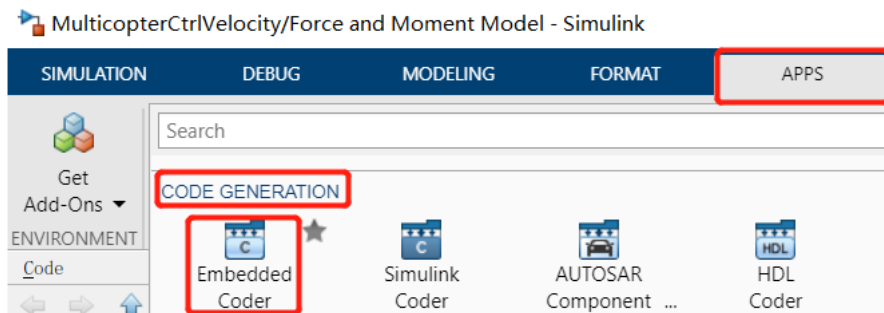 MulticopterCtrlVelocity/Force and Moment Model - Simulink
SIMULATION DEBUG MODELING FORMAT APPS
Search
Get
Add-Ons
ENVIRONMENT
Code
CODE GENERATION
C C HDL
Embedded Simulink AUTOSAR HDL
Coder Coder Component ... Coder